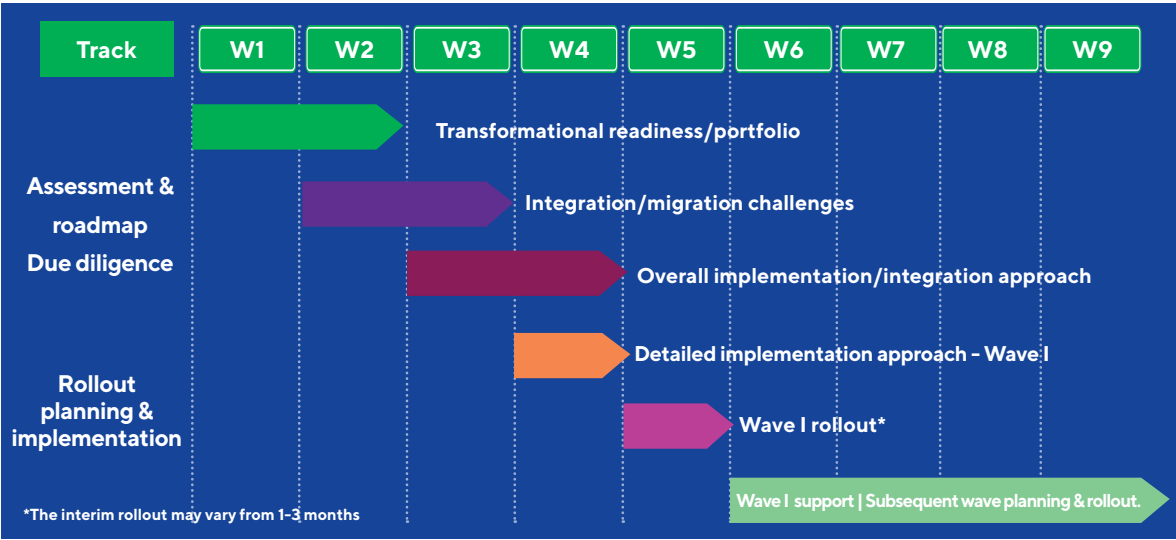 Track W1 W2 W3 W4 W5 W6 W7 W8 W9
Transformational readiness/portfolio
Assessment &
roadmap
Due diligence
Integration/migration challenges
Overall implementation/integration approach
Detailed implementation approach - Wave I
Rollout
planning &
implementation
Wave I rollout*
Wave I support | Subsequent wave planning & rollout.
*The interim rollout may vary from 1-3 months